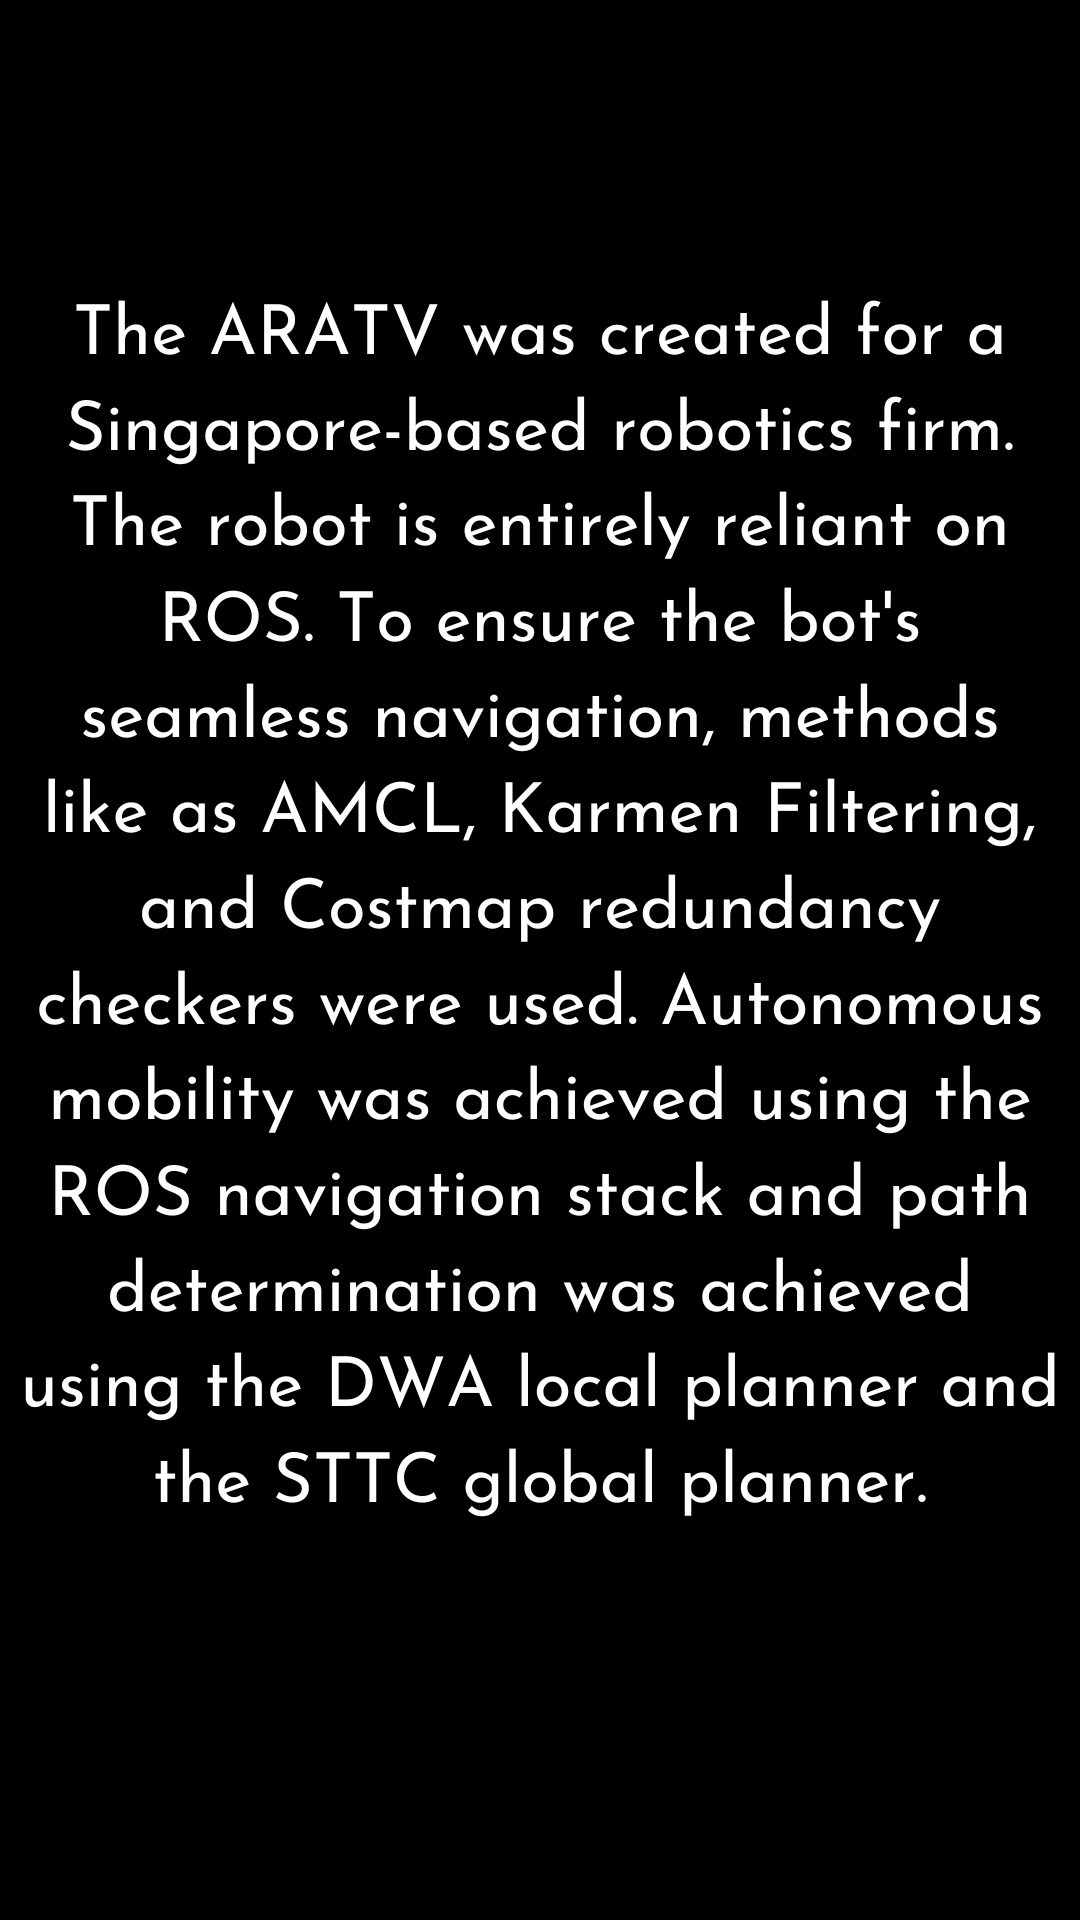 The ARATV was created for a
Singapore-based robotics firm.
The robot is entirely reliant on
ROS. To ensure the bot's
seamless navigation, methods
like as AMCL, Karmen Filtering,
and Costmap redundancy
checkers were used. Autonomous
mobility was achieved using the
ROS navigation stack and path
determination was achieved
using the DWA local planner and
the STTC global planner.